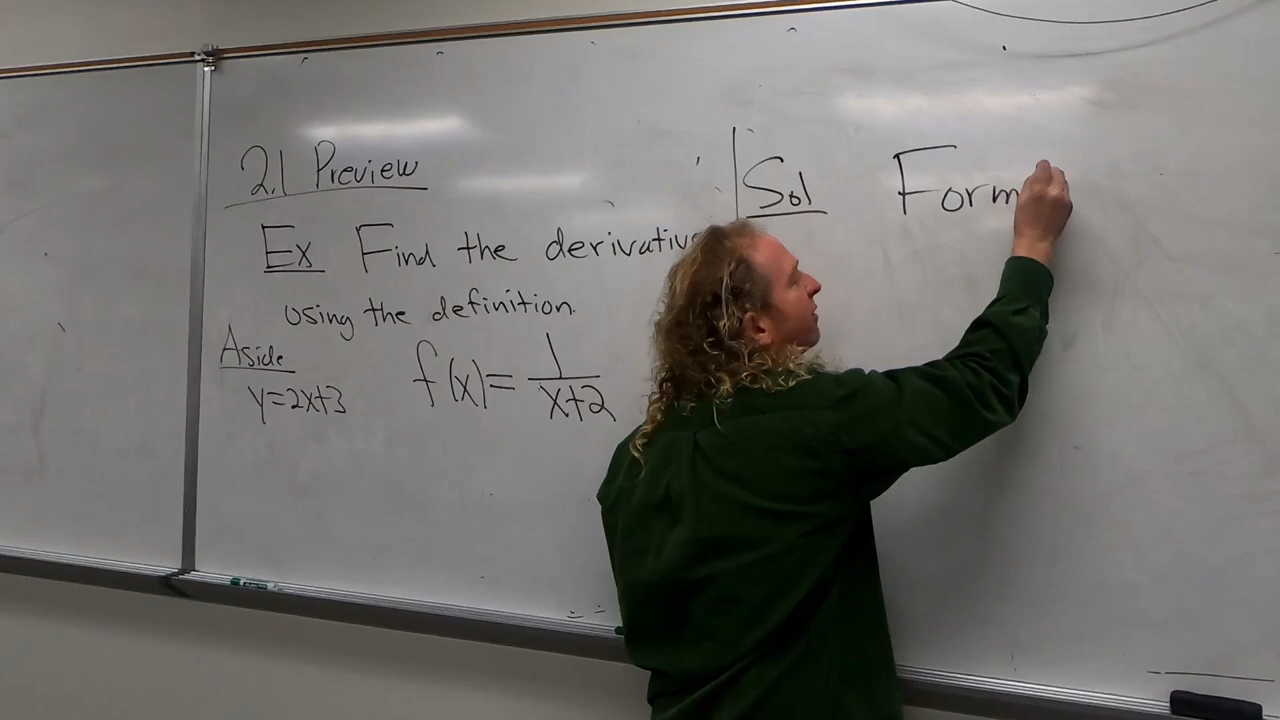 2.1 Preview
Ex Find the derivative
using the definition.
Aside
y=2x+3
f(x)= 1/(x+2)
Sol Form